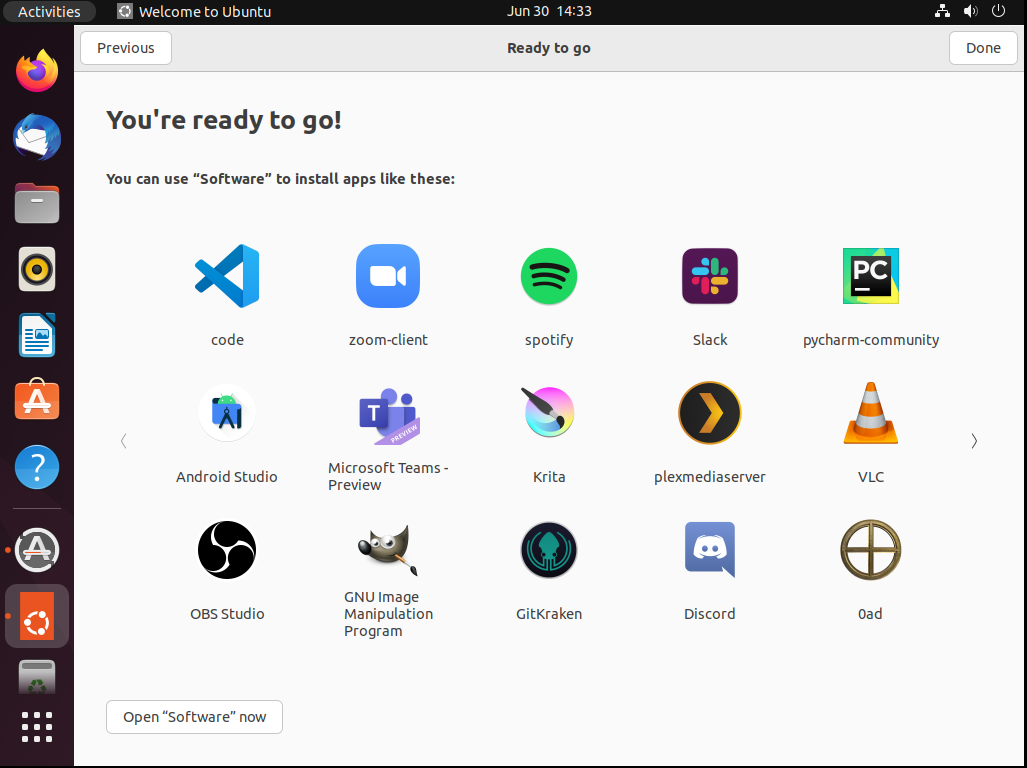 Activities
Welcome to Ubuntu
Jun 30 14:33
Previous
Ready to go
Done
You're ready to go!
You can use “Software” to install apps like these:
code
zoom-client
spotify
Slack
PC
pycharm-community
Android Studio
T
PREVIEW
Microsoft Teams -
Preview
Krita
plexmediaserver
VLC
OBS Studio
GNU Image
Manipulation
Program
GitKraken
Discord
0ad
Open “Software” now